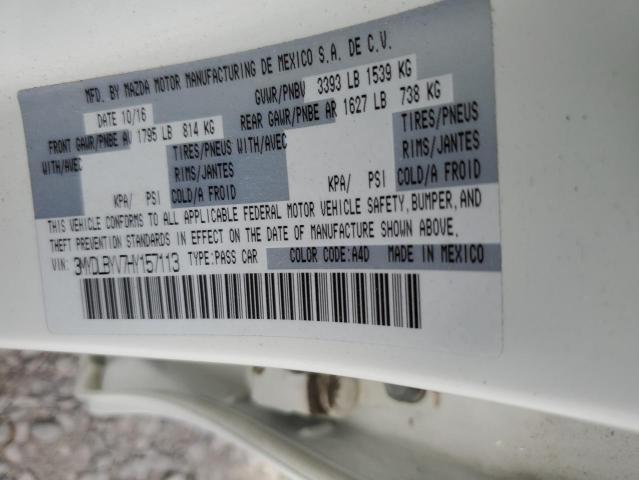 MFD. BY MAZDA MOTOR MANUFACTURING DE MEXICO S.A. DE C.V.
DATE 10/16 GVWR/PNBV 3393 LB 1539 KG
FRONT GAWR/PNBE AV 1795 LB 814 KG REAR GAWR/PNBE AR 1627 LB 738 KG
WITH/AVEC TIRES/PNEUS WITH/AVEC TIRES/PNEUS
RIMS/JANTES RIMS/JANTES
KPA/ PSI COLD/A FROID KPA/ PSI COLD/A FROID
THIS VEHICLE CONFORMS TO ALL APPLICABLE FEDERAL MOTOR VEHICLE SAFETY, BUMPER, AND
THEFT PREVENTION STANDARDS IN EFFECT ON THE DATE OF MANUFACTURE SHOWN ABOVE.
VIN: 3MYDLBYV7HY157113 TYPE:PASS CAR COLOR CODE:A4D MADE IN MEXICO